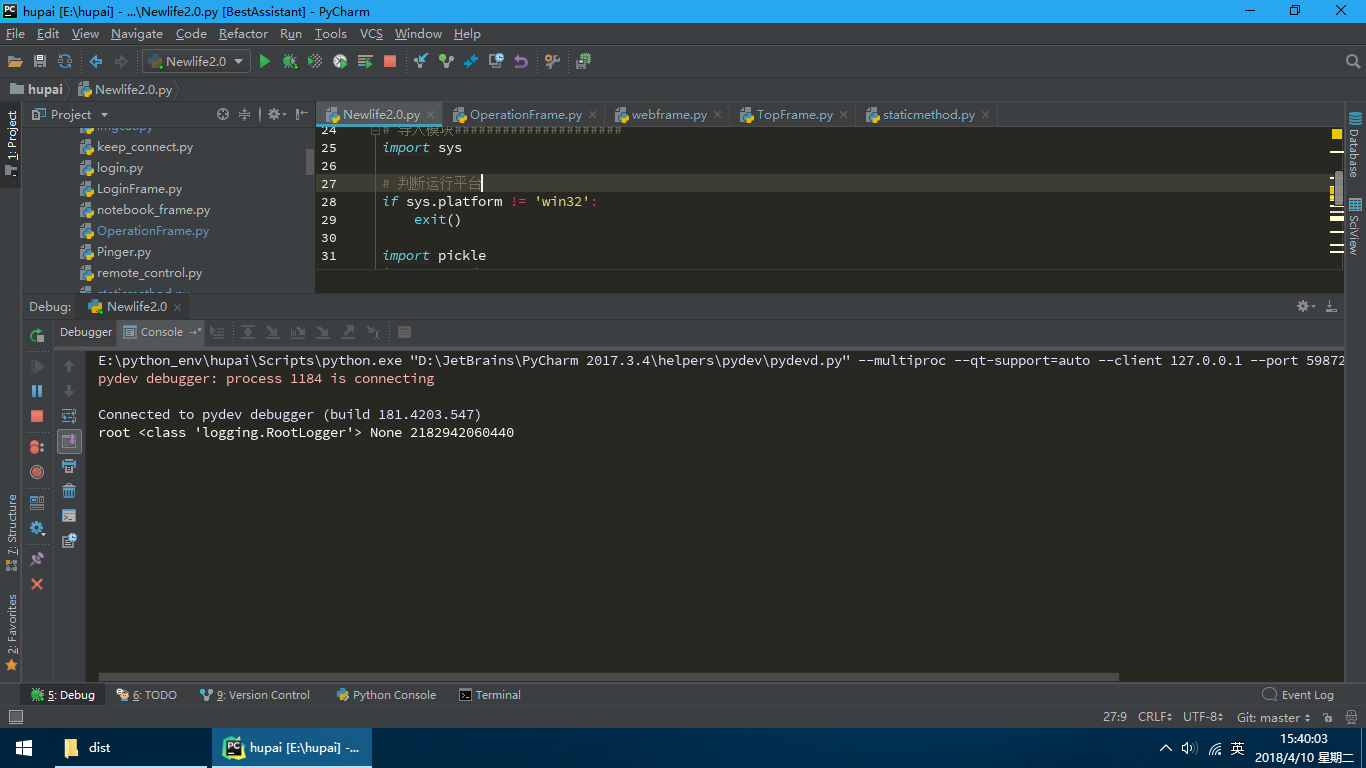 hupai [E:\hupai] - ...\Newlife2.0.py [BestAssistant] - PyCharm
File Edit View Navigate Code Refactor Run Tools VCS Window Help
Newlife2.0
hupai Newlife2.0.py
1: Project
Project
keep_connect.py
login.py
LoginFrame.py
notebook_frame.py
OperationFrame.py
Pinger.py
remote_control.py
staticmethod.py
Newlife2.0.py OperationFrame.py webframe.py TopFrame.py staticmethod.py
24 # 导入模块#####################
25 import sys
26
27 # 判断运行平台
28 if sys.platform != 'win32':
29 exit()
30
31 import pickle
Database
SciView
Debug: Newlife2.0
Debugger Console
E:\python_env\hupai\Scripts\python.exe "D:\JetBrains\PyCharm 2017.3.4\helpers\pydev\pydevd.py" --multiproc --qt-support=auto --client 127.0.0.1 --port 59872
pydev debugger: process 1184 is connecting
Connected to pydev debugger (build 181.4203.547)
root <class 'logging.RootLogger'> None 2182942060440
7: Structure
2: Favorites
5: Debug 6: TODO 9: Version Control Python Console Terminal Event Log
27:9 CRLF UTF-8 Git: master
dist
hupai [E:\hupai] -...
英
15:40:03
2018/4/10 星期二